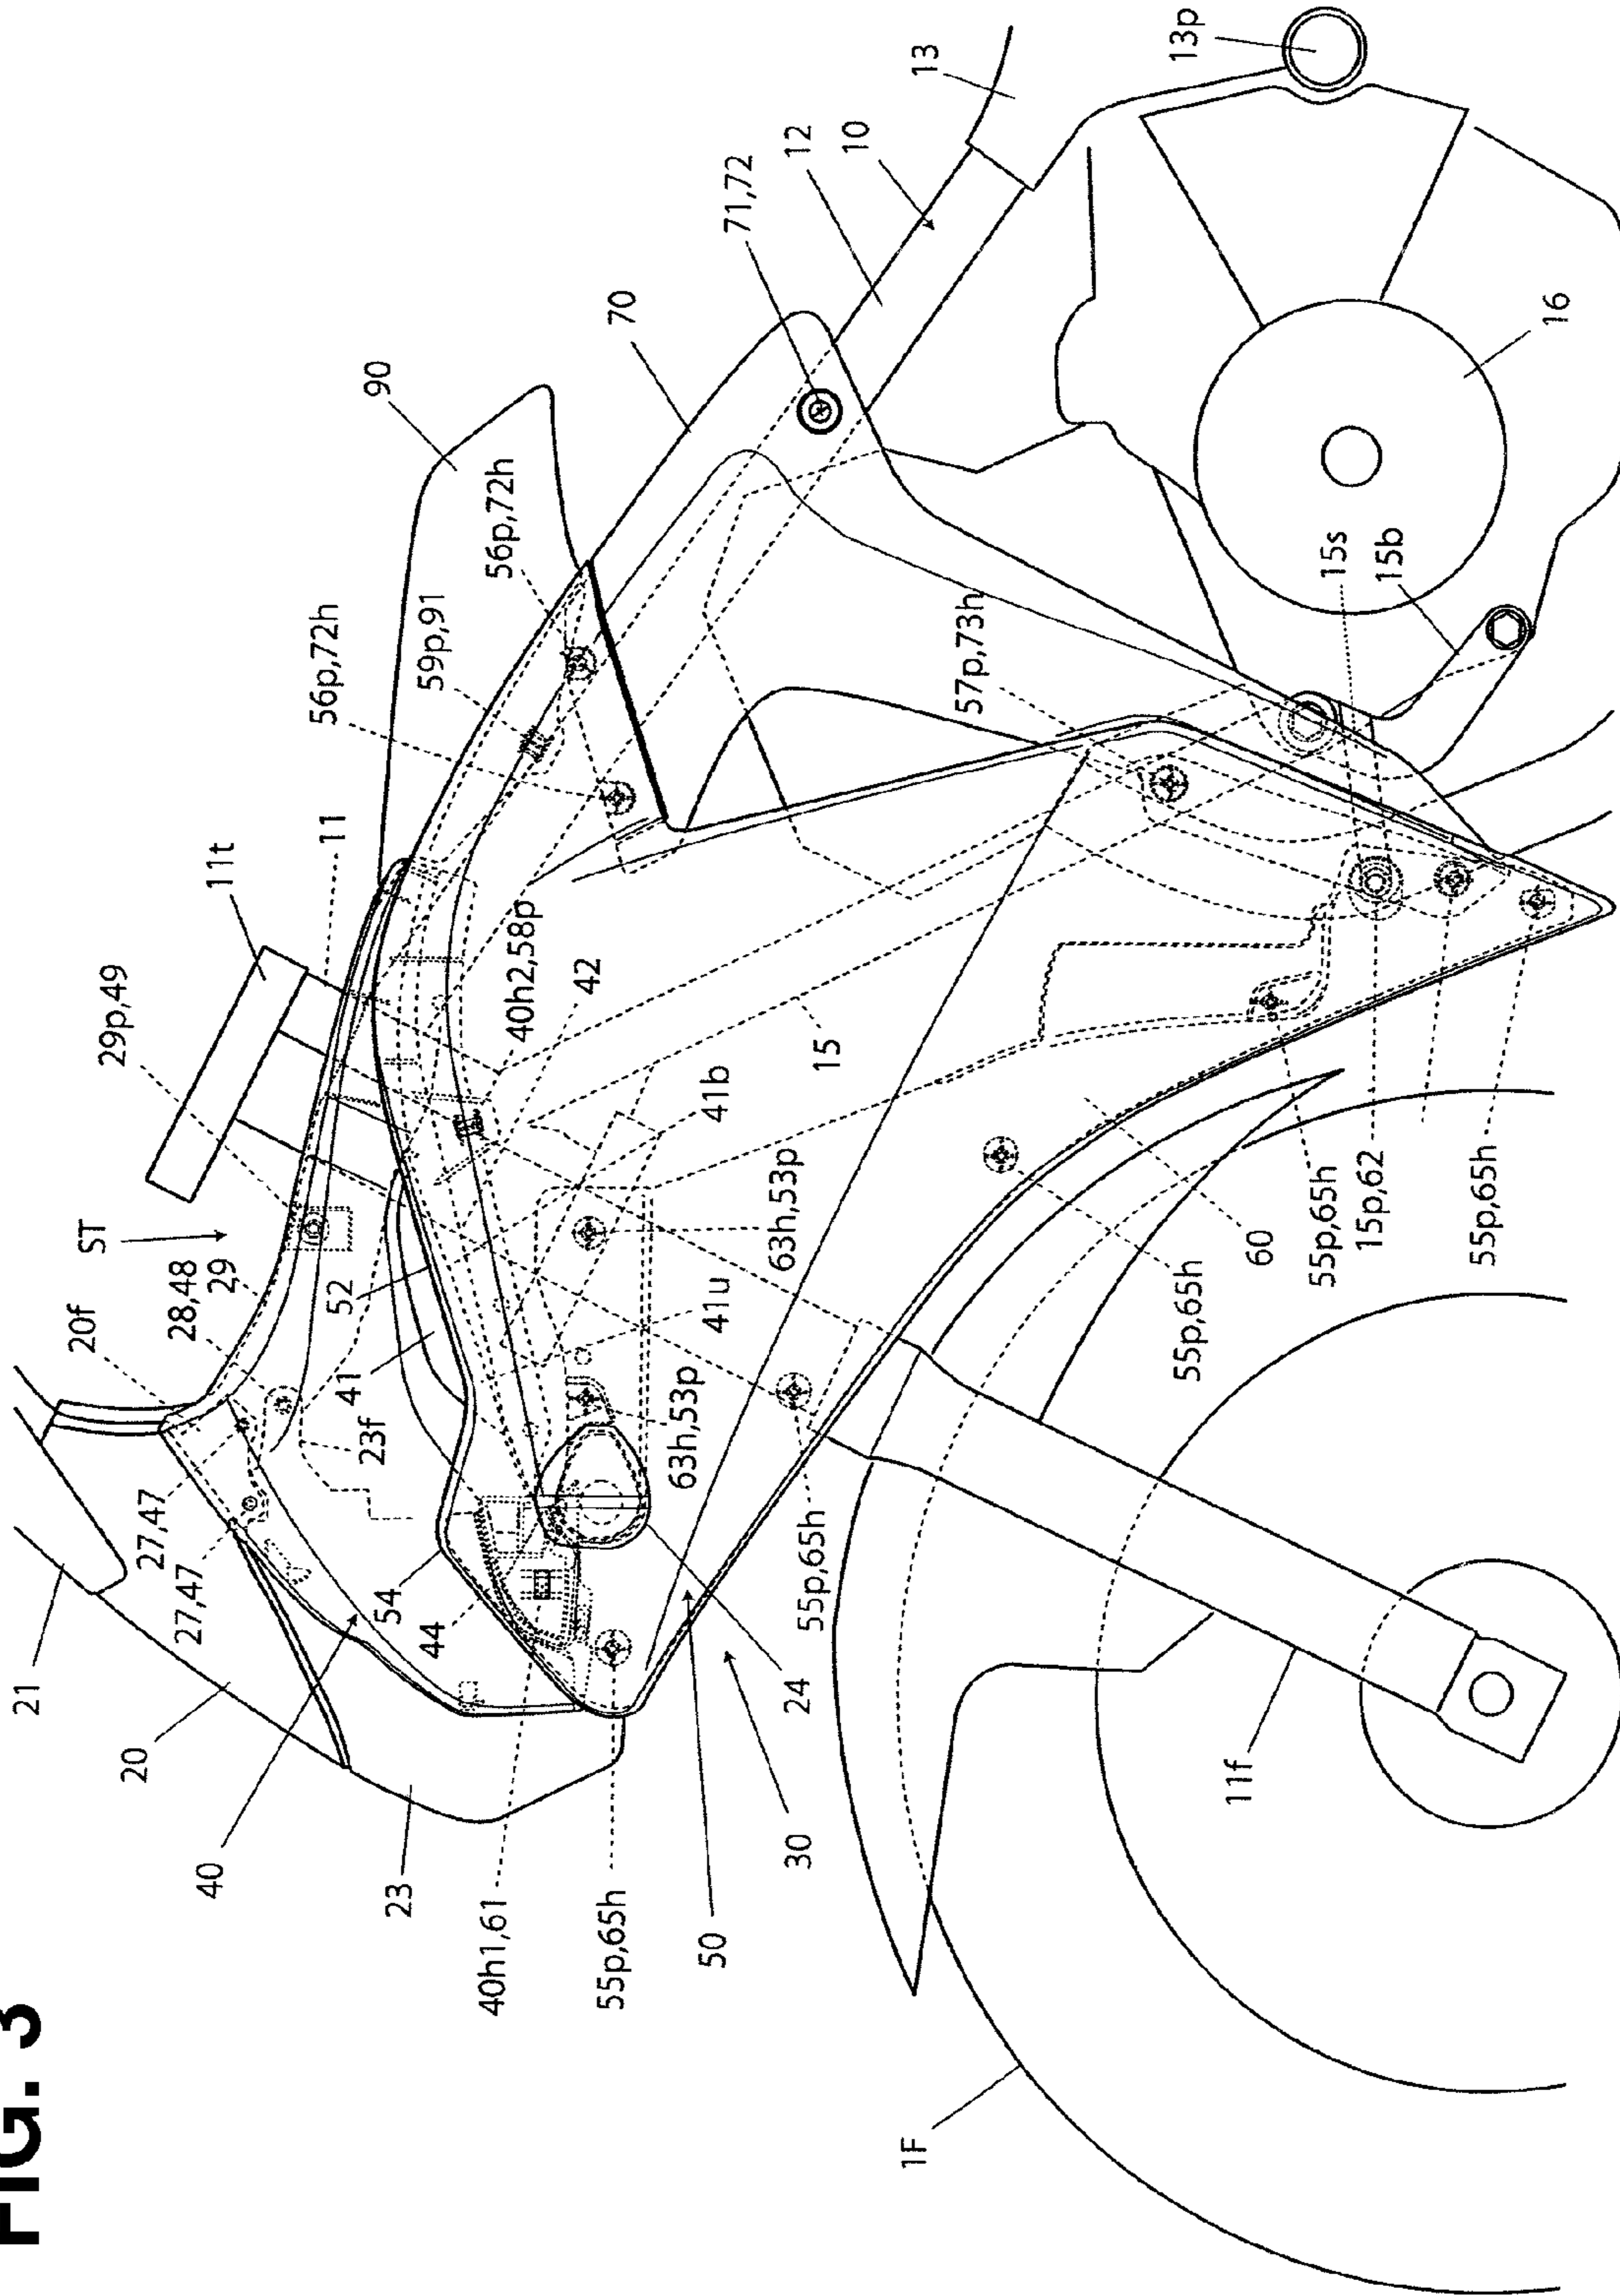 FIG. 3
21
20
23
40
27,47
27,47
20f
28,48
29
ST
29p,49
11t
11
90
70
71,72
12
10
13
13p
16
56p,72h
59p,91
56p,72h
57p,73h
15s
15b
52
41
23f
54
44
40h2,58p
42
15
41b
63h,53p
41u
63h,53p
24
30
50
55p,65h
40h1,61
55p,65h
55p,65h
60
55p,65h
15p,62
55p,65h
11f
1F